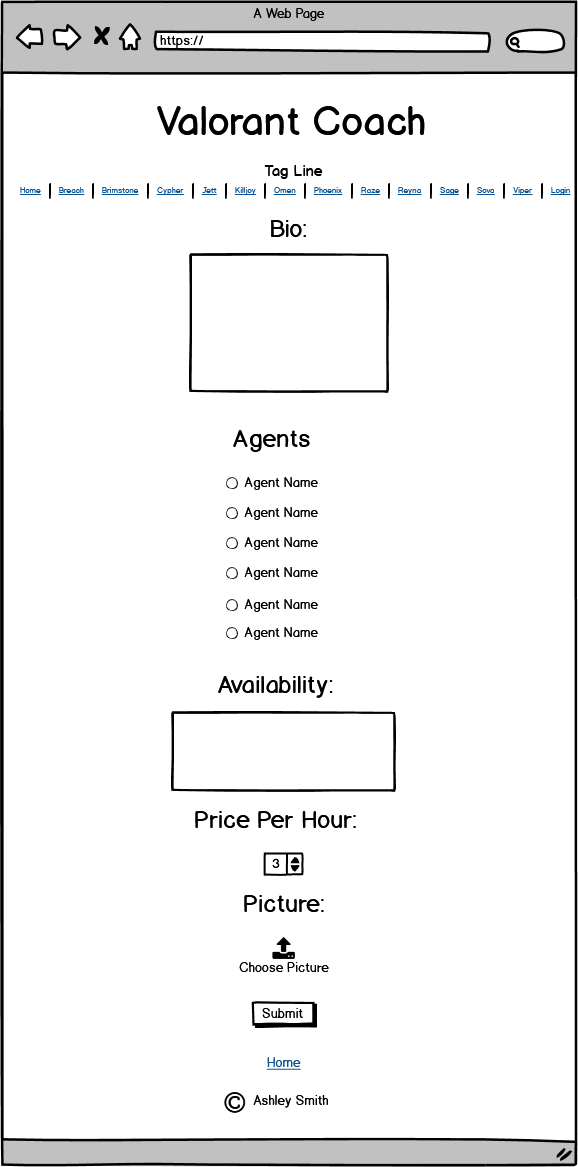 A Web Page
https://
Valorant Coach
Tag Line
Home | Breach | Brimstone | Cypher | Jett | Killjoy | Omen | Phoenix | Raze | Reyna | Sage | Sova | Viper | Login
Bio:
Agents
Agent Name
Agent Name
Agent Name
Agent Name
Agent Name
Agent Name
Availability:
Price Per Hour:
3
Picture:
Choose Picture
Submit
Home
© Ashley Smith